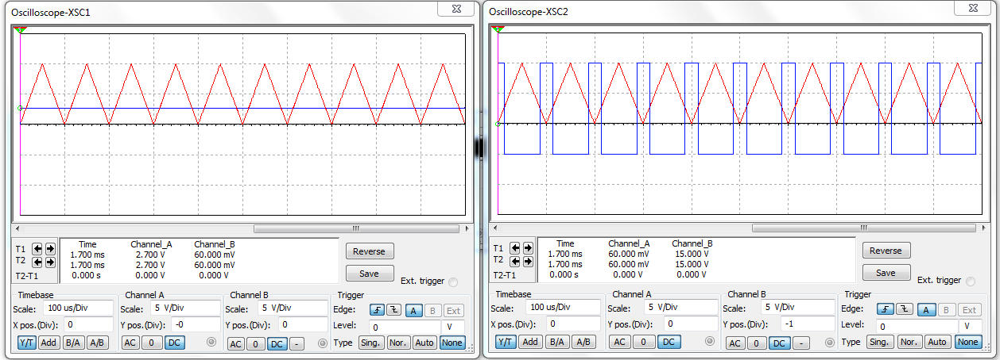 Oscilloscope-XSC1
T1
T2
T2-T1
Time Channel_A Channel_B
1.700 ms 2.700 V 60.000 mV
1.700 ms 2.700 V 60.000 mV
0.000 s 0.000 V 0.000 V
Reverse
Save
Ext. trigger
Timebase
Scale: 100 us/Div
X pos.(Div): 0
Y/T Add B/A A/B
Channel A
Scale: 5 V/Div
Y pos.(Div): -0
AC 0 DC
Channel B
Scale: 5 V/Div
Y pos.(Div): 0
AC 0 DC -
Trigger
Edge: A B Ext
Level: 0 V
Type Sing. Nor. Auto None
Oscilloscope-XSC2
T1
T2
T2-T1
Time Channel_A Channel_B
1.700 ms 60.000 mV 15.000 V
1.700 ms 60.000 mV 15.000 V
0.000 s 0.000 V 0.000 V
Reverse
Save
Ext. trigger
Timebase
Scale: 100 us/Div
X pos.(Div): 0
Y/T Add B/A A/B
Channel A
Scale: 5 V/Div
Y pos.(Div): 0
AC 0 DC
Channel B
Scale: 5 V/Div
Y pos.(Div): -1
AC 0 DC -
Trigger
Edge: A B Ext
Level: 0 V
Type Sing. Nor. Auto None